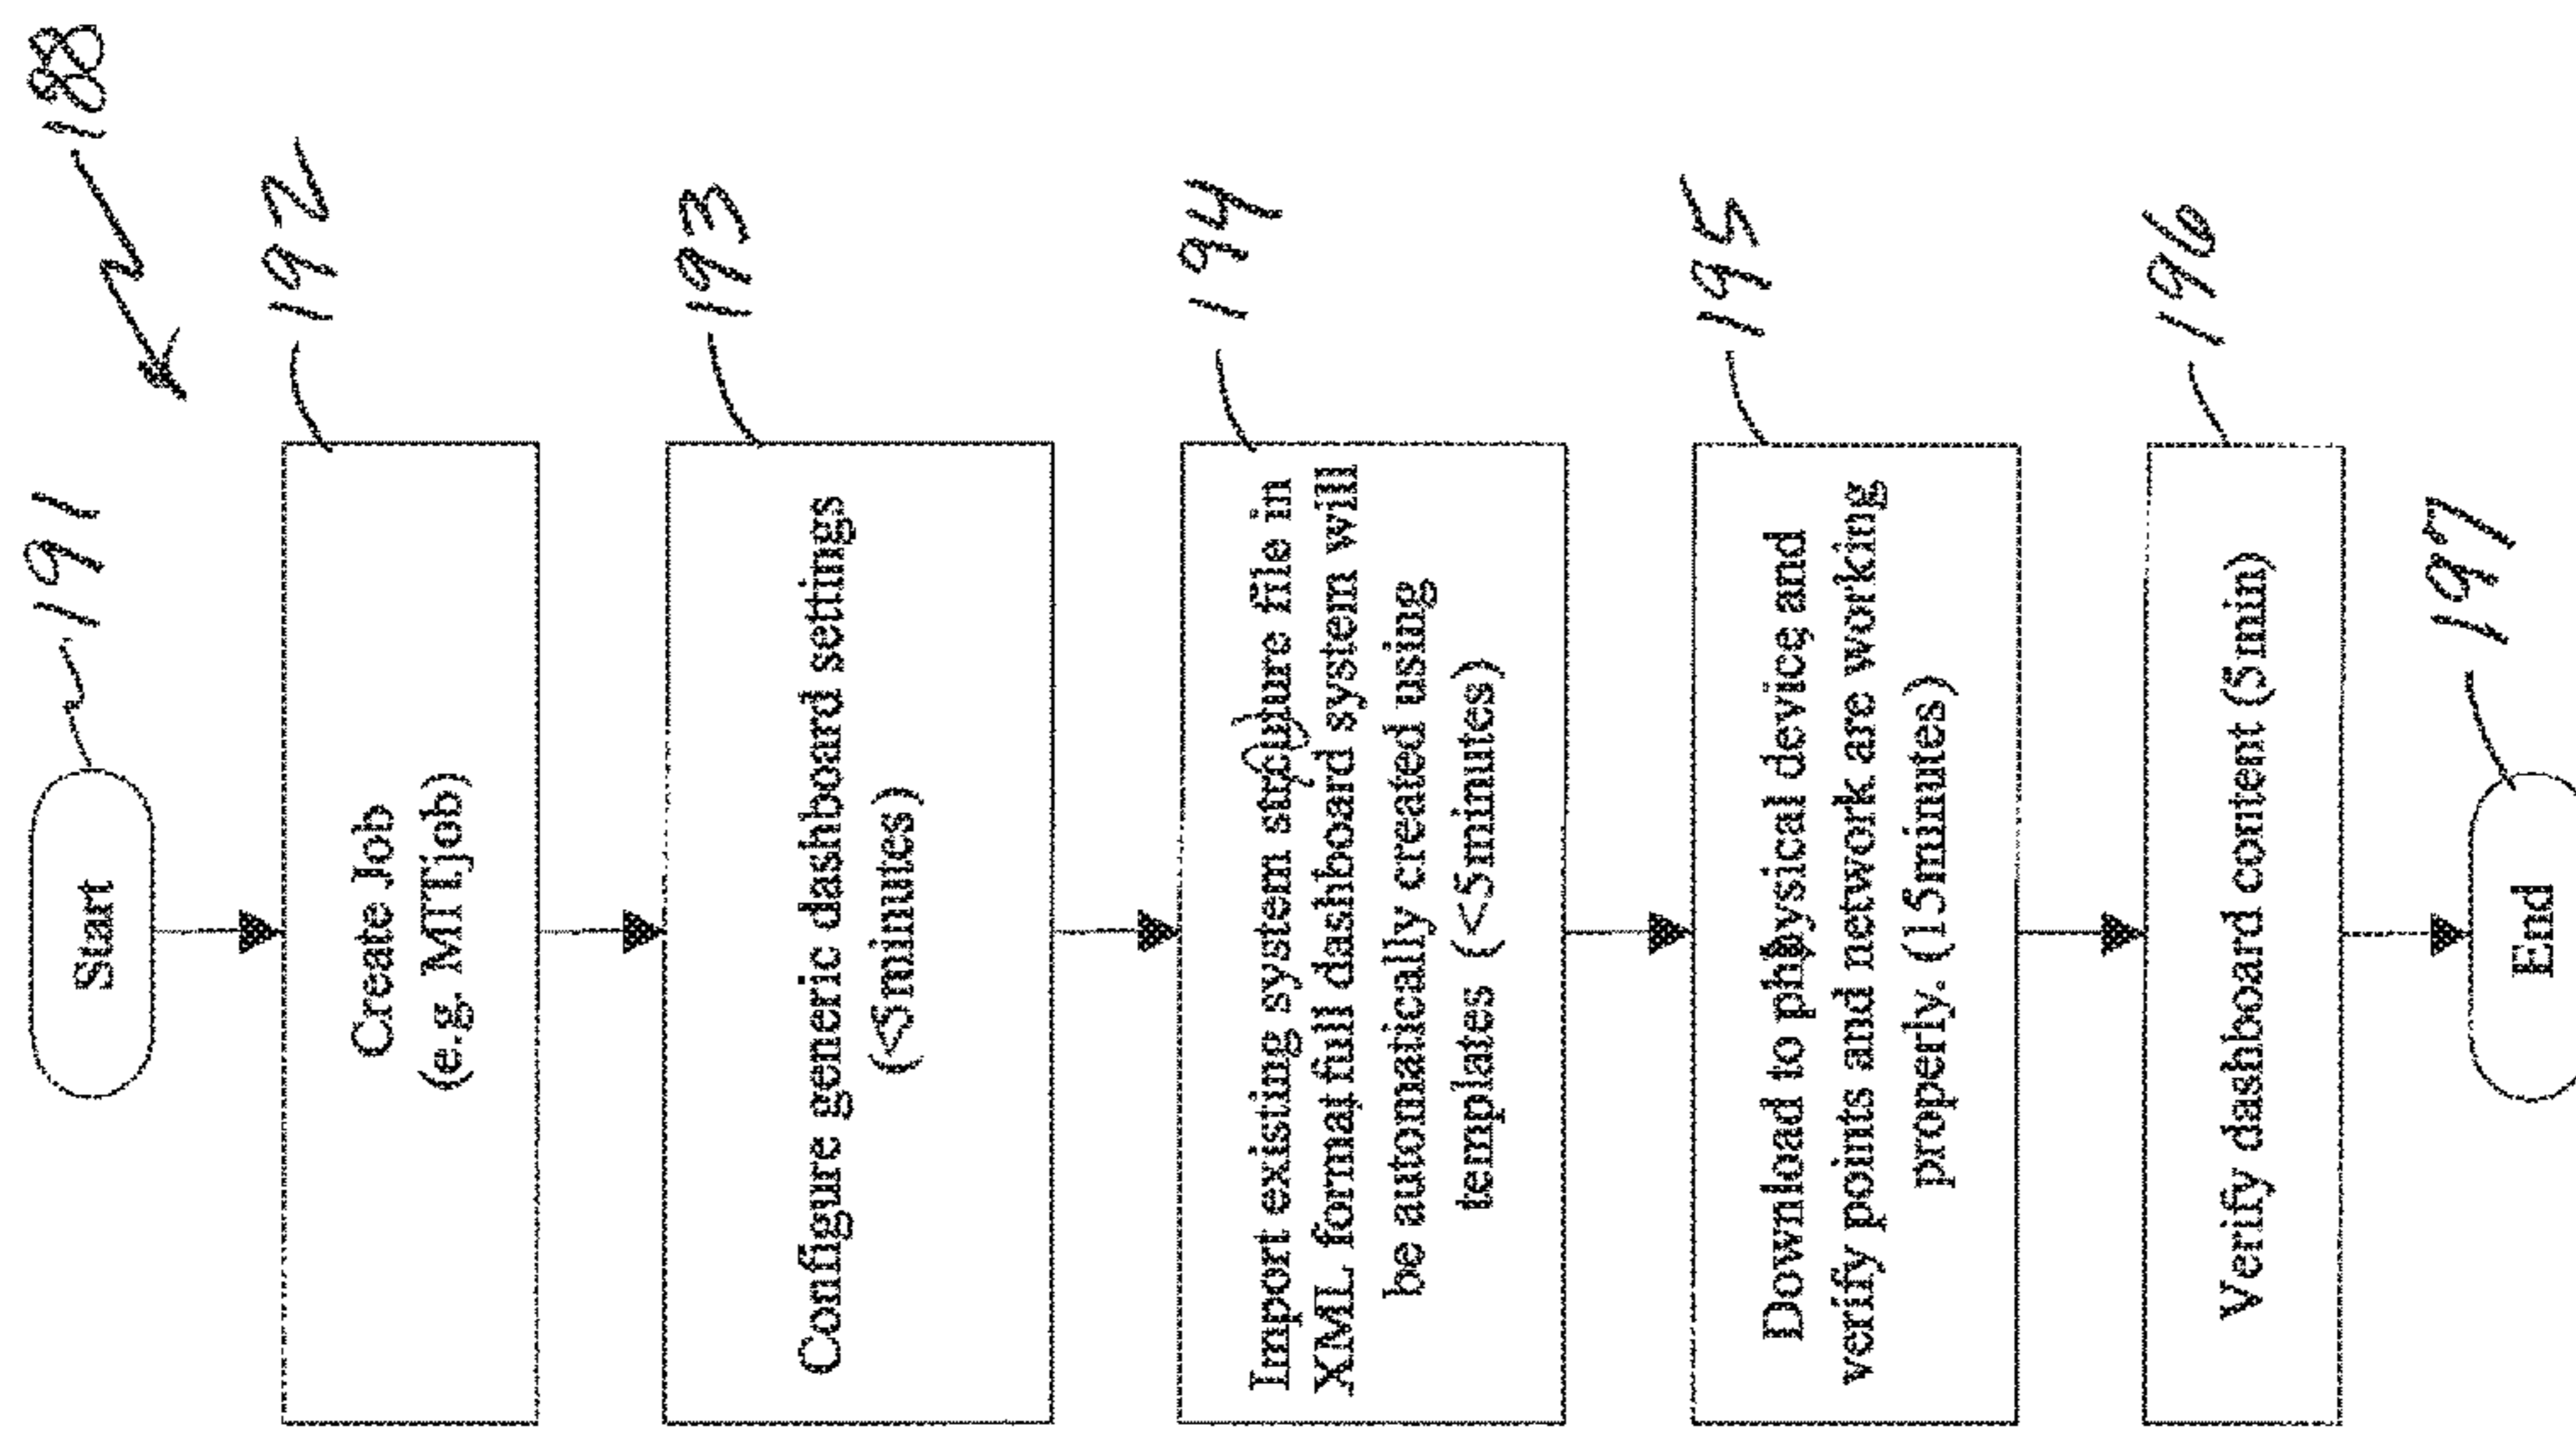 188
191
Start
192
Create Job
(e.g. MITjob)
193
Configure generic dashboard settings
(<5minutes)
194
Import existing system structure file in
XML format full dashboard system will
be automatically created using
templates (<5minutes)
195
Download to physical device and
verify points and network are working
properly. (15minutes)
196
Verify dashboard content (5min)
197
End